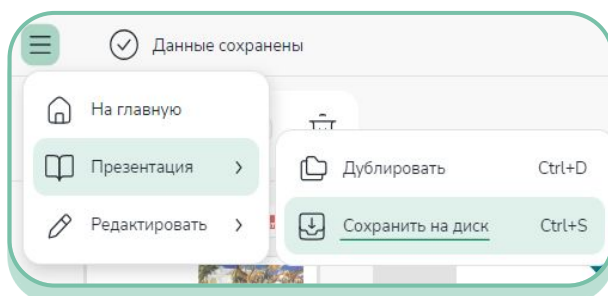 Данные сохранены
На главную
Презентация
Дублировать Ctrl+D
Редактировать
Сохранить на диск Ctrl+S